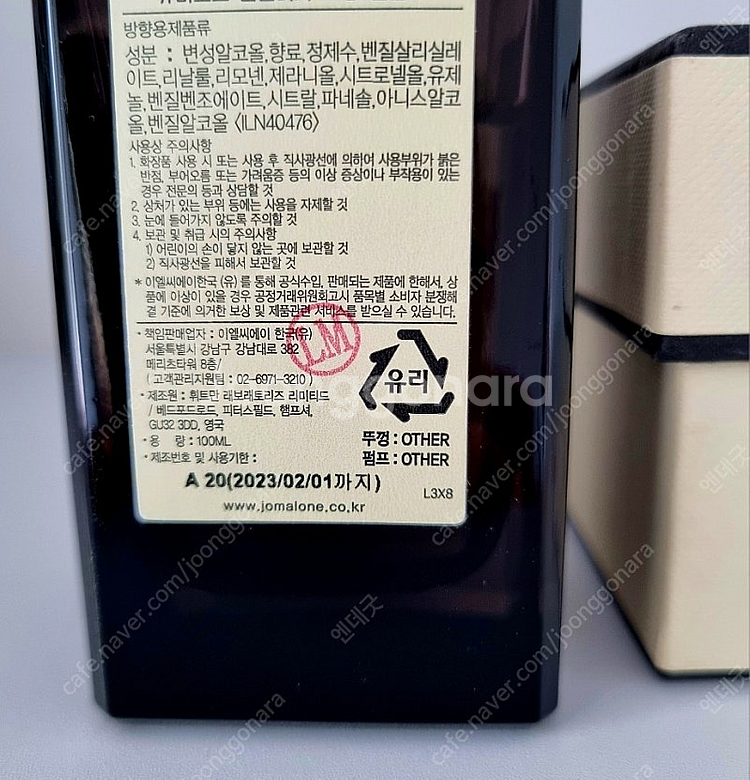 방향용제품류
성분 : 변성알코올,향료,정제수,벤질살리실레
이트,리날룰,리모넨,제라니올,시트로넬올,유제
놀,벤질벤조에이트,시트랄,파네솔,아니스알코
올,벤질알코올 〈ILN40476〉
사용상 주의사항
1. 화장품 사용 시 또는 사용 후 직사광선에 의하여 사용부위가 붉은
반점, 부어오름 또는 가려움증 등의 이상 증상이나 부작용이 있는
경우 전문의 등과 상담할 것
2. 상처가 있는 부위 등에는 사용을 자제할 것
3. 눈에 들어가지 않도록 주의할 것
4. 보관 및 취급 시의 주의사항
1) 어린이의 손이 닿지 않는 곳에 보관할 것
2) 직사광선을 피해서 보관할 것
* 이엘씨에이한국 (유) 를 통해 공식수입, 판매되는 제품에 한해서, 상
품에 이상이 있을 경우 공정거래위원회고시 품목별 소비자 분쟁해
결 기준에 의거한 보상 및 제품관련 서비스를 받으실 수 있습니다.
• 책임판매업자 : 이엘씨에이 한국(유)
서울특별시 강남구 강남대로 382
메리츠타워 8층/
( 고객관리지원팀 : 02-6971-3210 )
• 제조원 : 휘트만 래브래토리즈 리미티드
/ 베드포드로드, 피터스필드, 햄프셔,
GU32 3DD, 영국
• 용 량 : 100ML
• 제조번호 및 사용기한 :
A 20(2023/02/01까지)
www.jomalone.co.kr
LM
유리
뚜껑 : OTHER
펌프 : OTHER
L3X8
joonggonara
cafe.naver.com/joonggonara
엔데굿